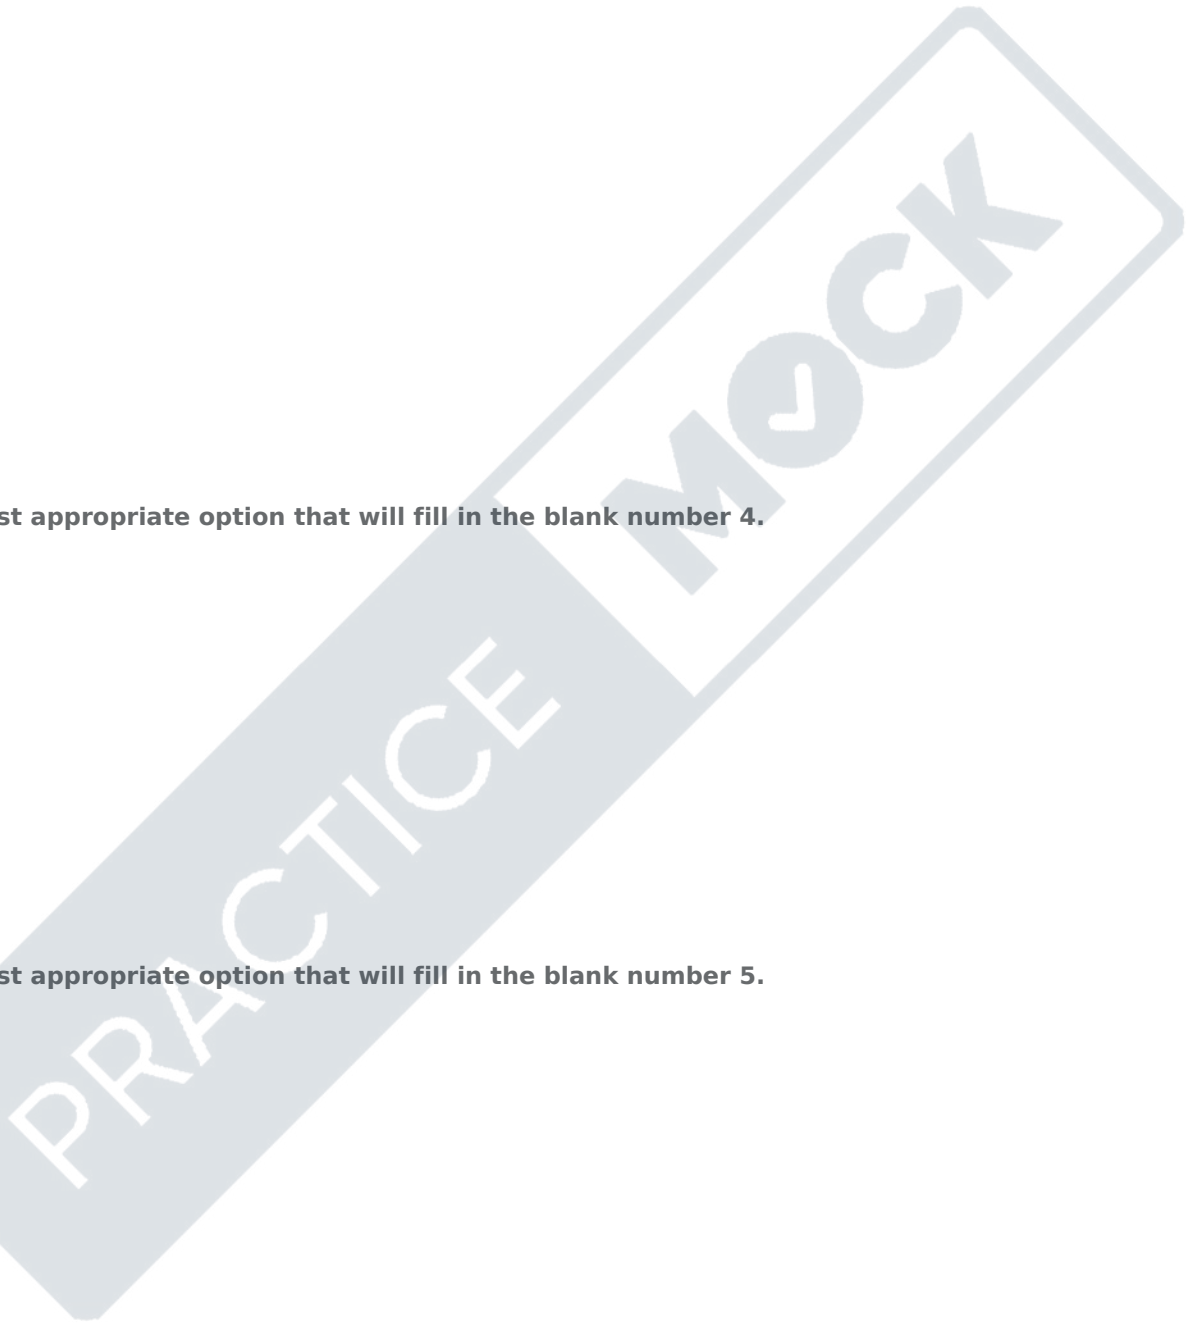 st appropriate option that will fill in the blank number 4.
st appropriate option that will fill in the blank number 5.
PRACTICE MOCK